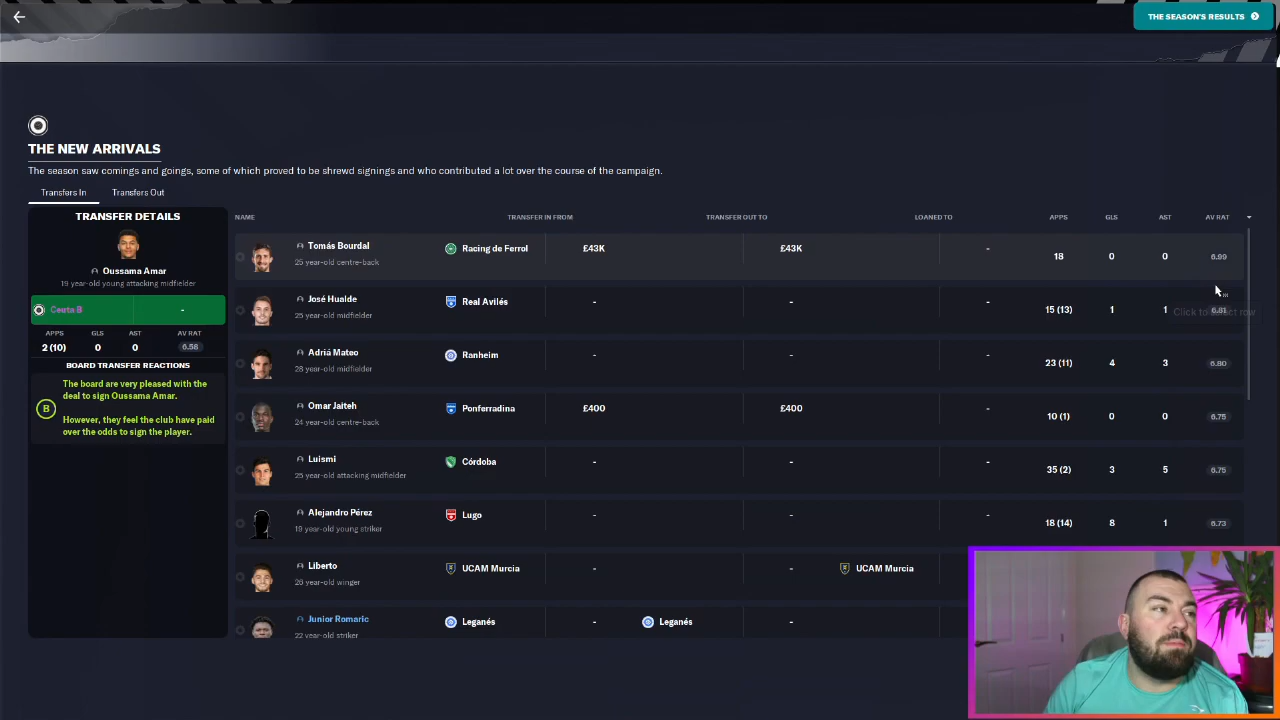 THE SEASON'S RESULTS
THE NEW ARRIVALS
The season saw comings and goings, some of which proved to be shrewd signings and who contributed a lot over the course of the campaign.
Transfers In Transfers Out
TRANSFER DETAILS
Oussama Amar
19 year-old young attacking midfielder
Ceuta B -
APPS GLS AST AV RAT
2 (10) 0 0 6.58
BOARD TRANSFER REACTIONS
B
The board are very pleased with the
deal to sign Oussama Amar.
However, they feel the club have paid
over the odds to sign the player.
NAME TRANSFER IN FROM TRANSFER OUT TO LOANED TO APPS GLS AST AV RAT
Tomás Bourdal Racing de Ferrol £43K £43K - 18 0 0 6.99
25 year-old centre-back
José Hualde Real Avilés - - - 15 (13) 1 1 6.81
25 year-old midfielder
Click to select row
Adriá Mateo Ranheim - - - 23 (11) 4 3 6.80
28 year-old midfielder
Omar Jaiteh Ponferradina £400 £400 - 10 (1) 0 0 6.75
24 year-old centre-back
Luismi Córdoba - - - 35 (2) 3 5 6.75
25 year-old attacking midfielder
Alejandro Pérez Lugo - - - 18 (14) 8 1 6.73
19 year-old young striker
Liberto UCAM Murcia - - UCAM Murcia
26 year-old winger
Junior Romaric Leganés - Leganés -
22 year-old striker